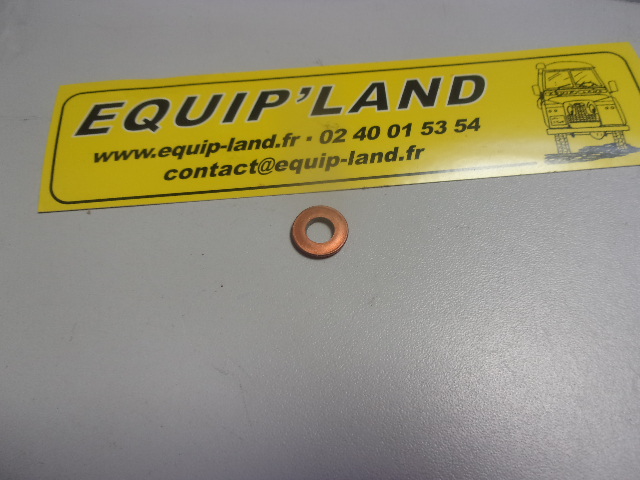 EQUIP'LAND
www.equip-land.fr · 02 40 01 53 54
contact@equip-land.fr